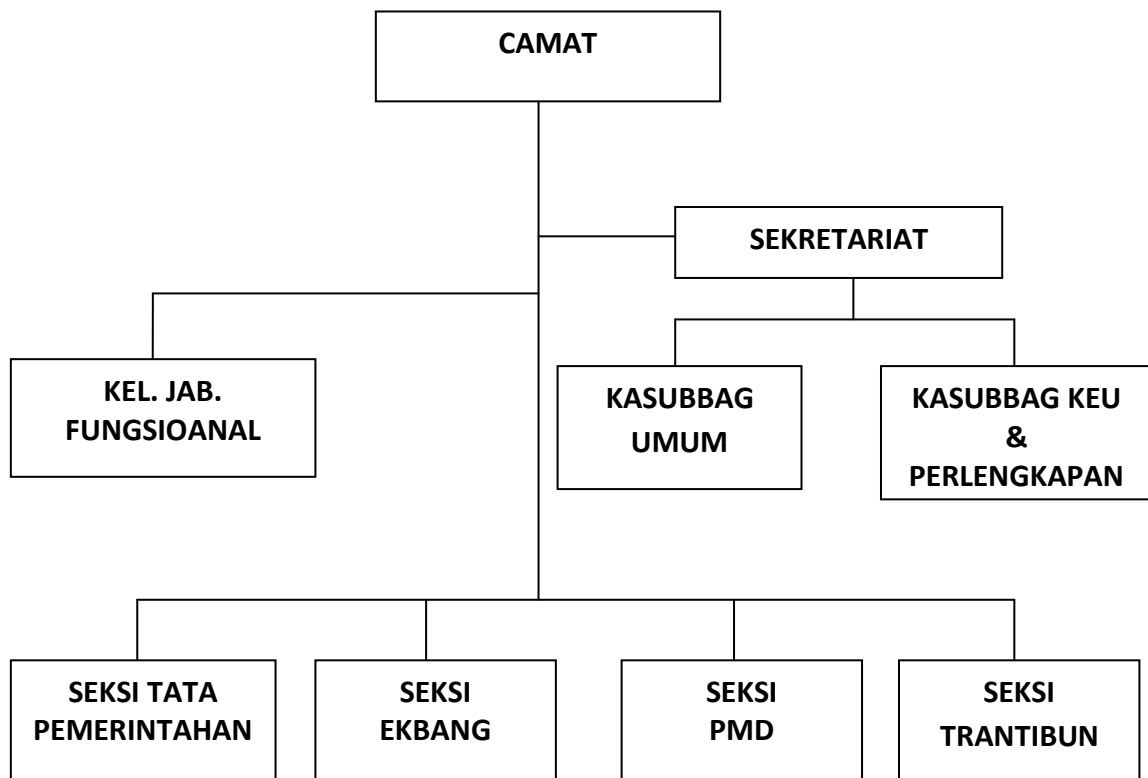 CAMAT
SEKRETARIAT
KEL. JAB.
FUNGSIOANAL
KASUBBAG
UMUM
KASUBBAG KEU
&
PERLENGKAPAN
SEKSI TATA
PEMERINTAHAN
SEKSI
EKBANG
SEKSI
PMD
SEKSI
TRANTIBUN